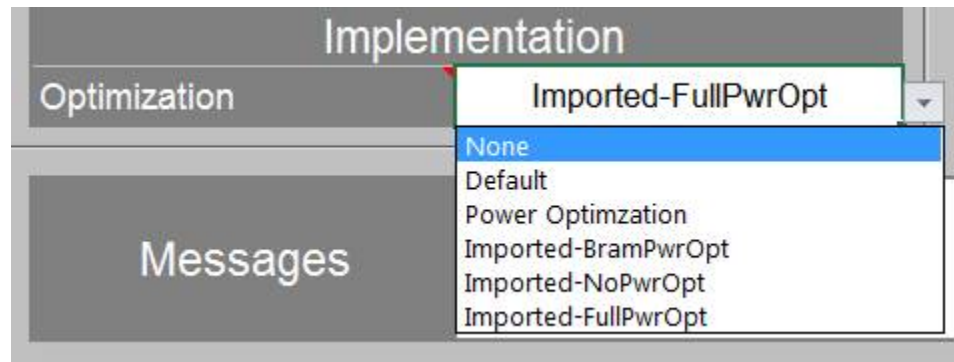 Implementation
Optimization
Imported-FullPwrOpt
None
Default
Power Optimzation
Imported-BramPwrOpt
Imported-NoPwrOpt
Imported-FullPwrOpt
Messages